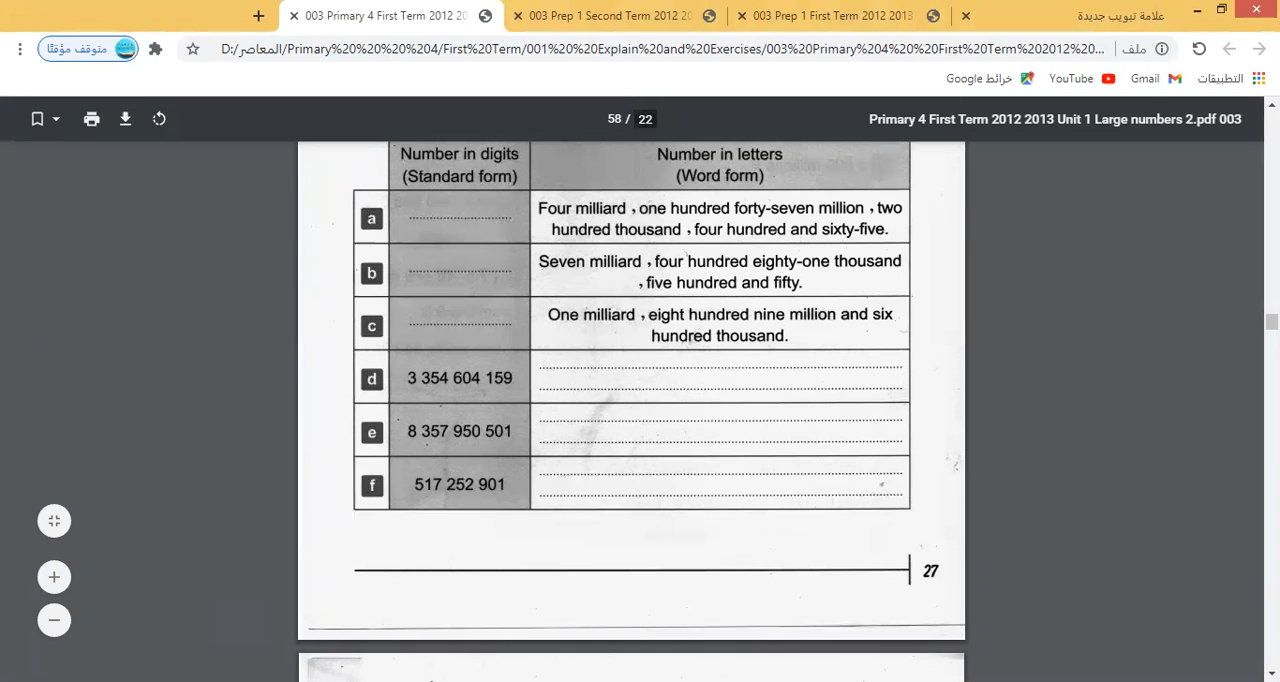 003 Primary 4 First Term 2012 20
003 Prep 1 Second Term 2012 20
003 Prep 1 First Term 2012 2013
علامة تبويب جديدة
متوقف مؤقتًا
D:/المعاصر/Primary%20%20%20%204/First%20Term/001%20%20Explain%20and%20Exercises/003%20%20Primary%204%20%20First%20Term%202012%20...
ملف
خرائط Google
YouTube
Gmail
التطبيقات
58 / 22
Primary 4 First Term 2012 2013 Unit 1 Large numbers 2.pdf 003
Number in digits
(Standard form)
Number in letters
(Word form)
a
Four milliard , one hundred forty-seven million , two
hundred thousand , four hundred and sixty-five.
b
Seven milliard , four hundred eighty-one thousand
, five hundred and fifty.
c
One milliard , eight hundred nine million and six
hundred thousand.
d
3 354 604 159
e
8 357 950 501
f
517 252 901
27